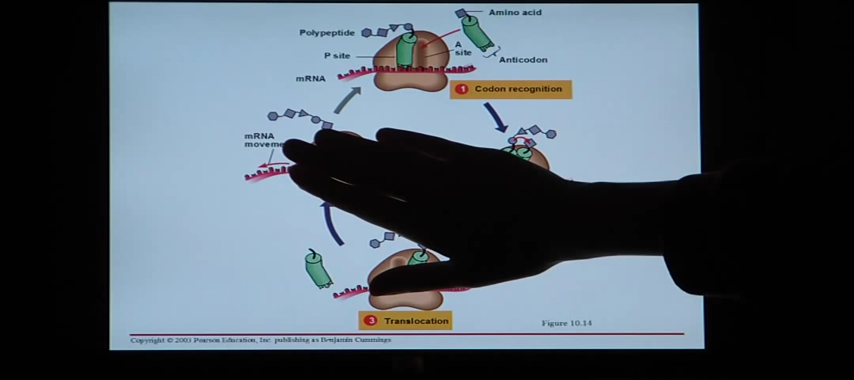 Amino acid
Polypeptide
P site
A
site
Anticodon
mRNA
1 Codon recognition
mRNA
3 Translocation
Figure 10.14
Copyright © 2003 Pearson Education, Inc. publishing as Benjamin Cummings